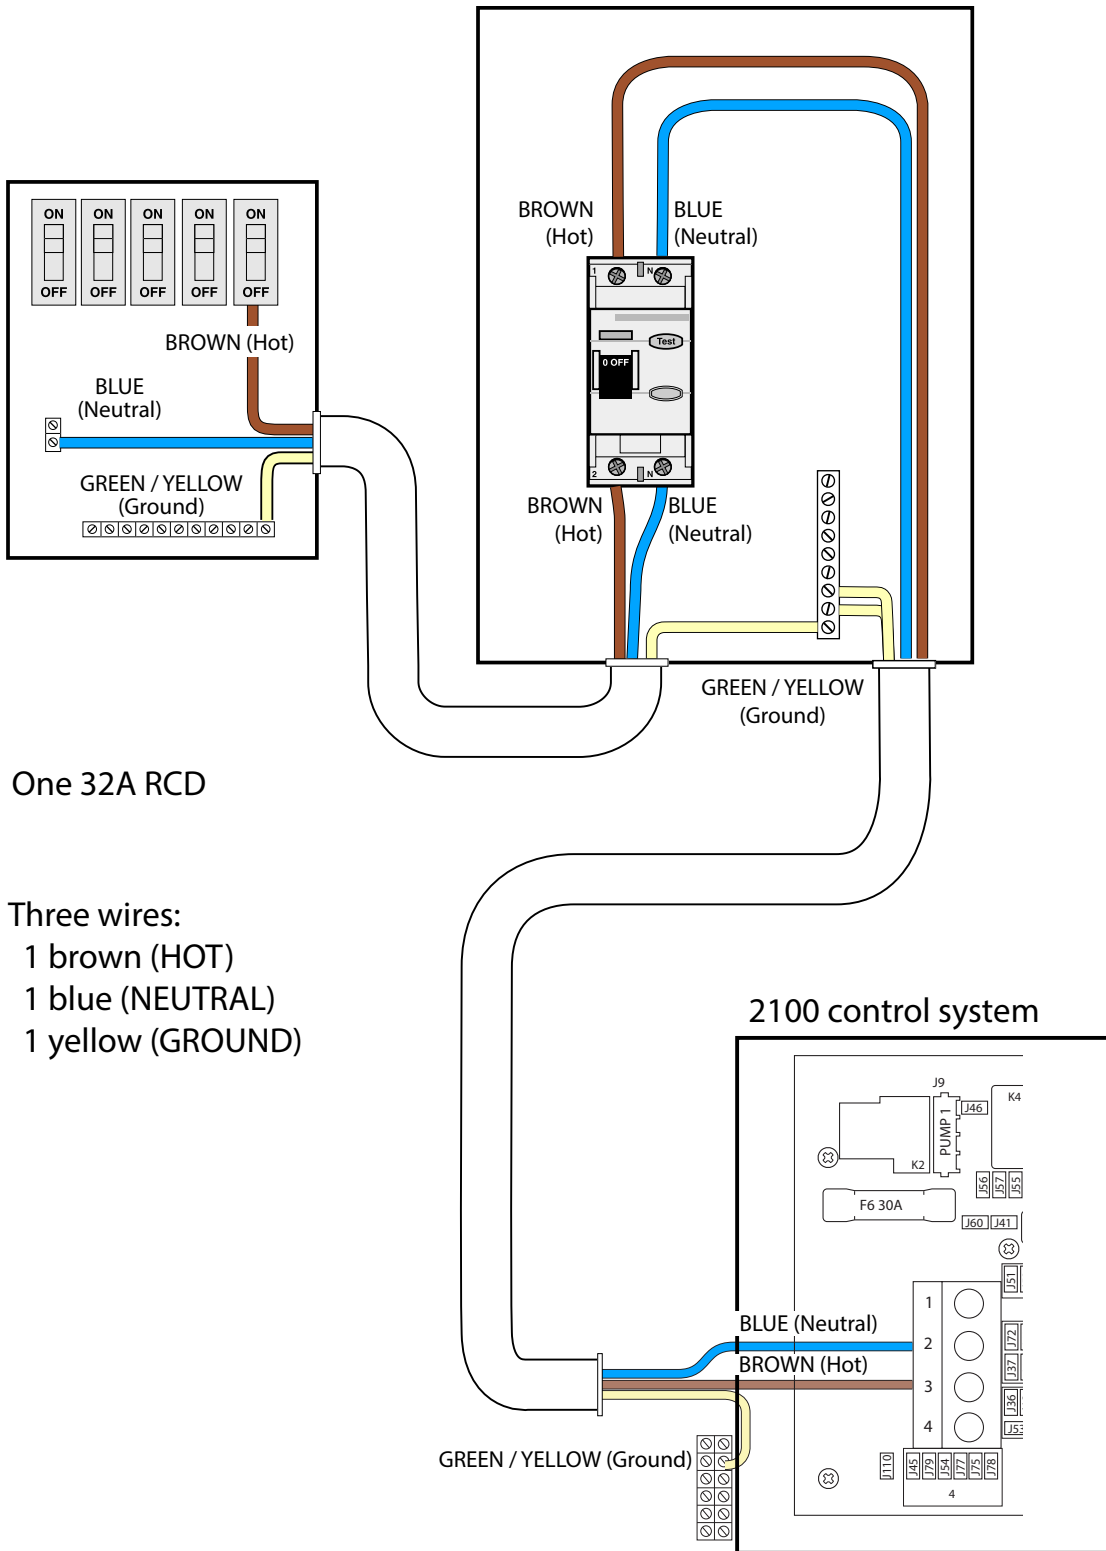 ON
ON
ON
ON
ON
OFF
OFF
OFF
OFF
OFF
BROWN (Hot)
BLUE
(Neutral)
GREEN / YELLOW
(Ground)
BROWN
(Hot)
BLUE
(Neutral)
1
N
Test
0 OFF
2
N
BROWN
(Hot)
BLUE
(Neutral)
GREEN / YELLOW
(Ground)
One 32A RCD
Three wires:
1 brown (HOT)
1 blue (NEUTRAL)
1 yellow (GROUND)
2100 control system
J9
K4
J46
PUMP 1
K2
J56
J57
J55
F6 30A
J60
J41
J51
1
BLUE (Neutral)
2
J72
BROWN (Hot)
J37
3
J36
4
J53
GREEN / YELLOW (Ground)
J110
J45
J79
J54
J77
J75
J78
4